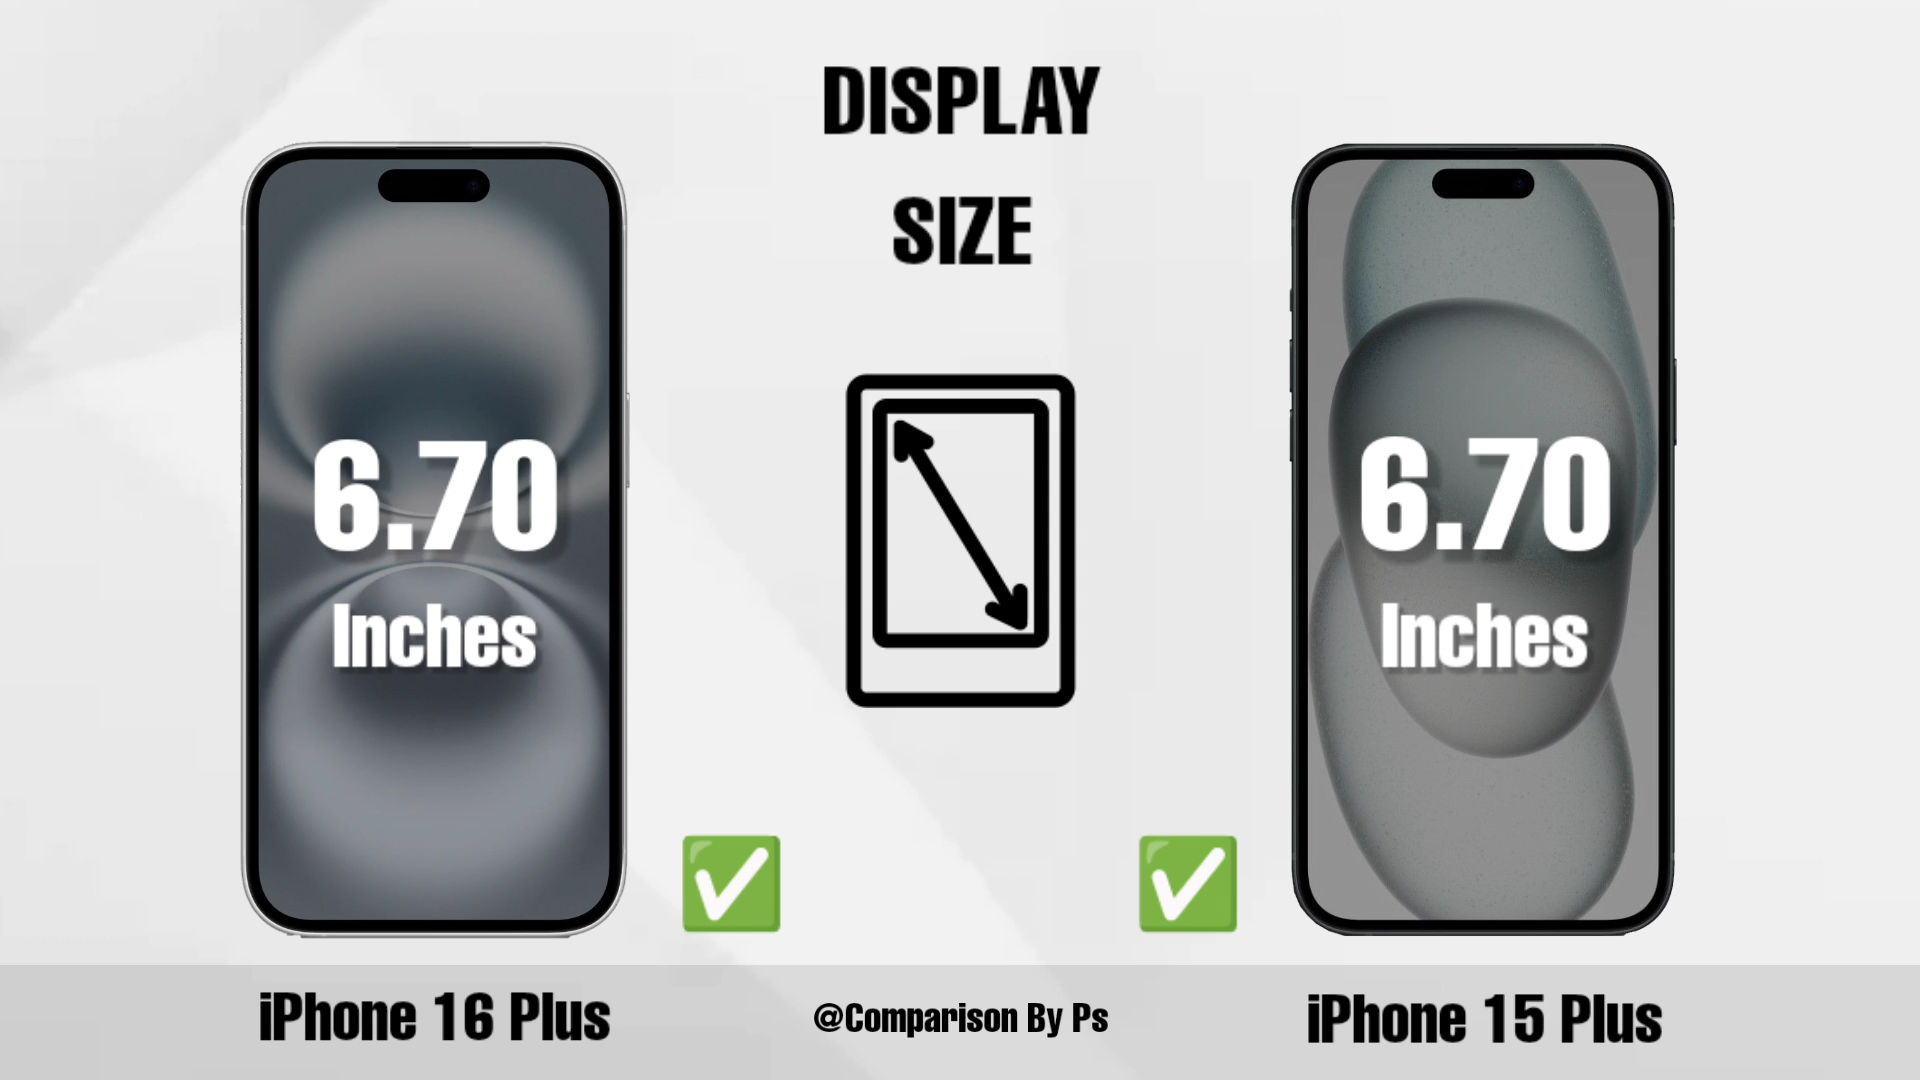 DISPLAY
SIZE
6.70
Inches
6.70
Inches
iPhone 16 Plus
@Comparison By Ps
iPhone 15 Plus